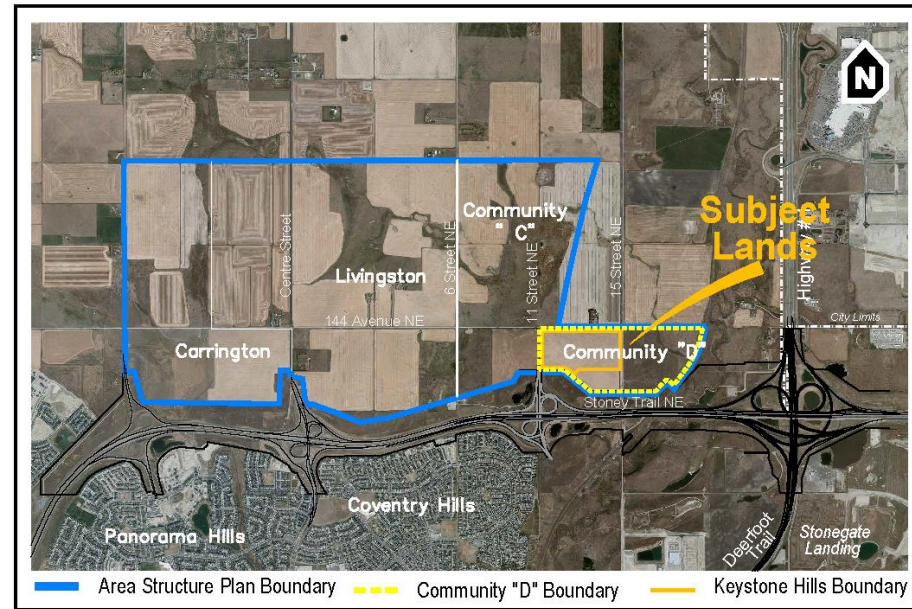 N
Subject
Lands
Community
" C"
Centre Street
6 Street NE
11 Street NE
15 Street NE
Livingston
144 Avenue NE
City Limits
Carrington
Community "D
Stoney Trail NE
Coventry Hills
Panorama Hills
Deerfoot
Trail
Stonegate
Landing
Area Structure Plan Boundary
Community "D" Boundary
Keystone Hills Boundary